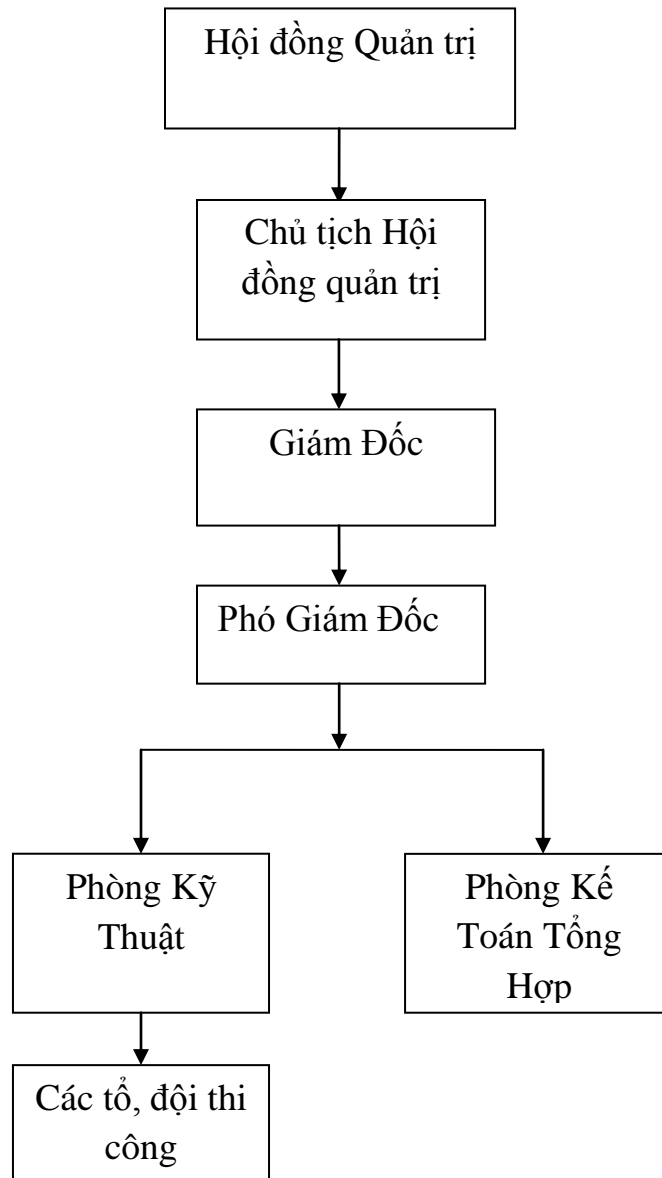 Hội đồng Quản trị
Chủ tịch Hội
đồng quản trị
Giám Đốc
Phó Giám Đốc
Phòng Kỹ
Thuật
Phòng Kế
Toán Tổng
Hợp
Các tổ, đội thi
công